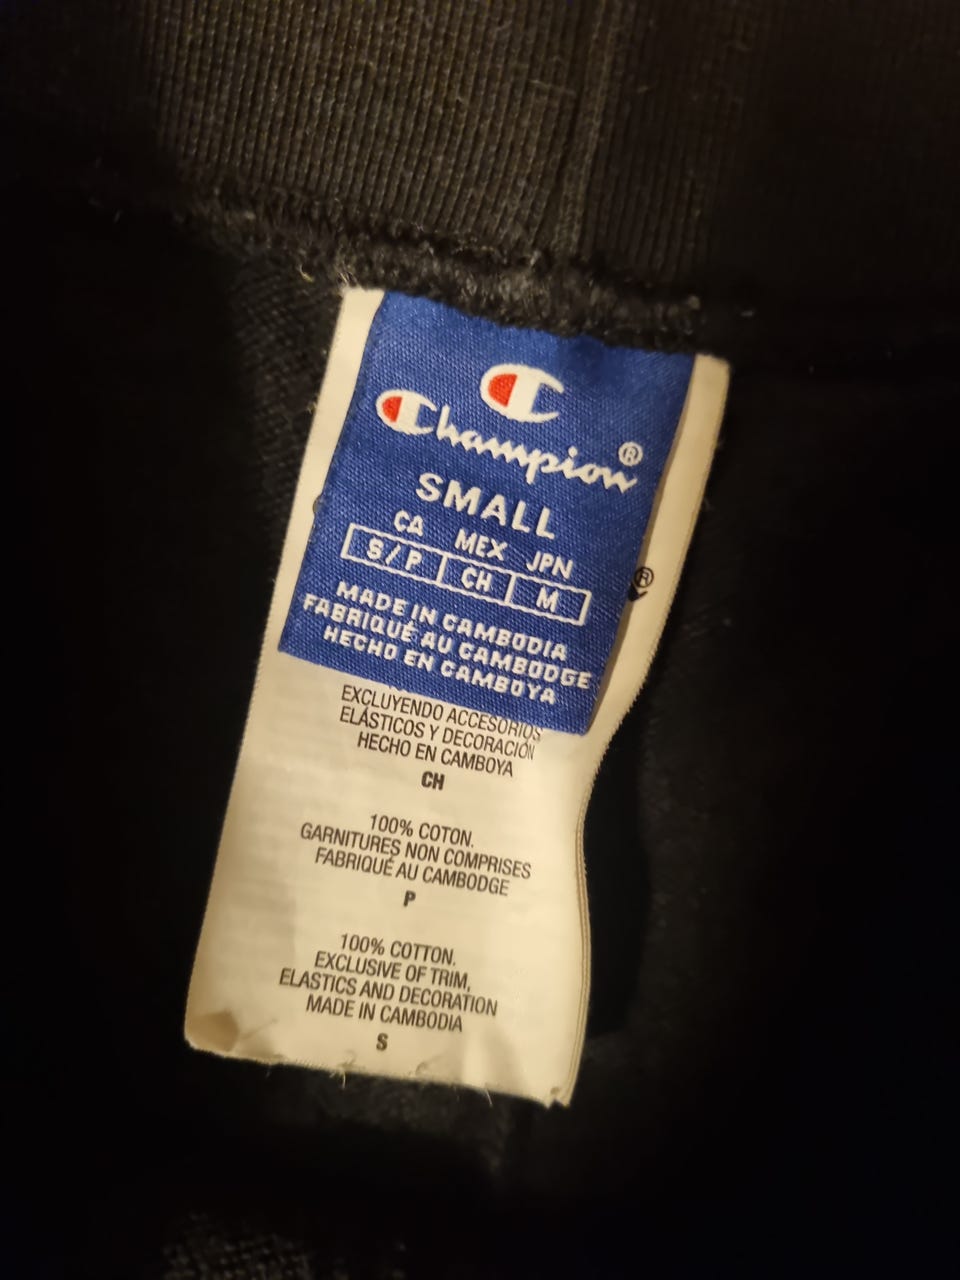 Champion®
SMALL
CA MEX JPN
S/P CH M
MADE IN CAMBODIA
FABRIQUÉ AU CAMBODGE
HECHO EN CAMBOYA
®
EXCLUYENDO ACCESORIOS
ELÁSTICOS Y DECORACIÓN
HECHO EN CAMBOYA
CH
100% COTON.
GARNITURES NON COMPRISES
FABRIQUÉ AU CAMBODGE
P
100% COTTON.
EXCLUSIVE OF TRIM,
ELASTICS AND DECORATION
MADE IN CAMBODIA
S